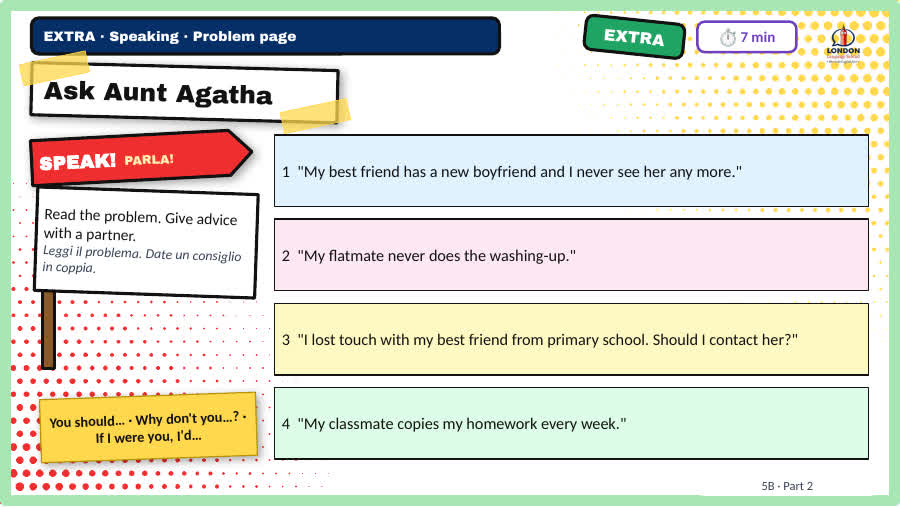 EXTRA · Speaking · Problem page
EXTRA
⏱️ 7 min
LONDON
Ask Aunt Agatha
SPEAK! PARLA!
Read the problem. Give advice
with a partner.
Leggi il problema. Date un consiglio
in coppia.
You should... · Why don't you...? ·
If I were you, I'd...
1 "My best friend has a new boyfriend and I never see her any more."
2 "My flatmate never does the washing-up."
3 "I lost touch with my best friend from primary school. Should I contact her?"
4 "My classmate copies my homework every week."
5B · Part 2